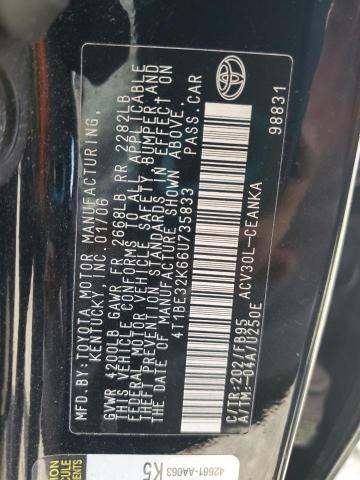 MFD. BY: TOYOTA MOTOR MANUFACTURING,
KENTUCKY, INC. 01/06
GVWR 4200LB GAWR FR 2668LB RR 2282LB
THIS VEHICLE CONFORMS TO ALL APPLICABLE
FEDERAL MOTOR VEHICLE SAFETY, BUMPER AND
THEFT PREVENTION STANDARDS IN EFFECT ON
THE DATE OF MANUFACTURE SHOWN ABOVE.
4T1BE32K66U735833 PASS. CAR
C/TR: 202/FB95 ACV30L-CEANKA
A/TM: -04A/U250E 98831
42661-AA063
K5